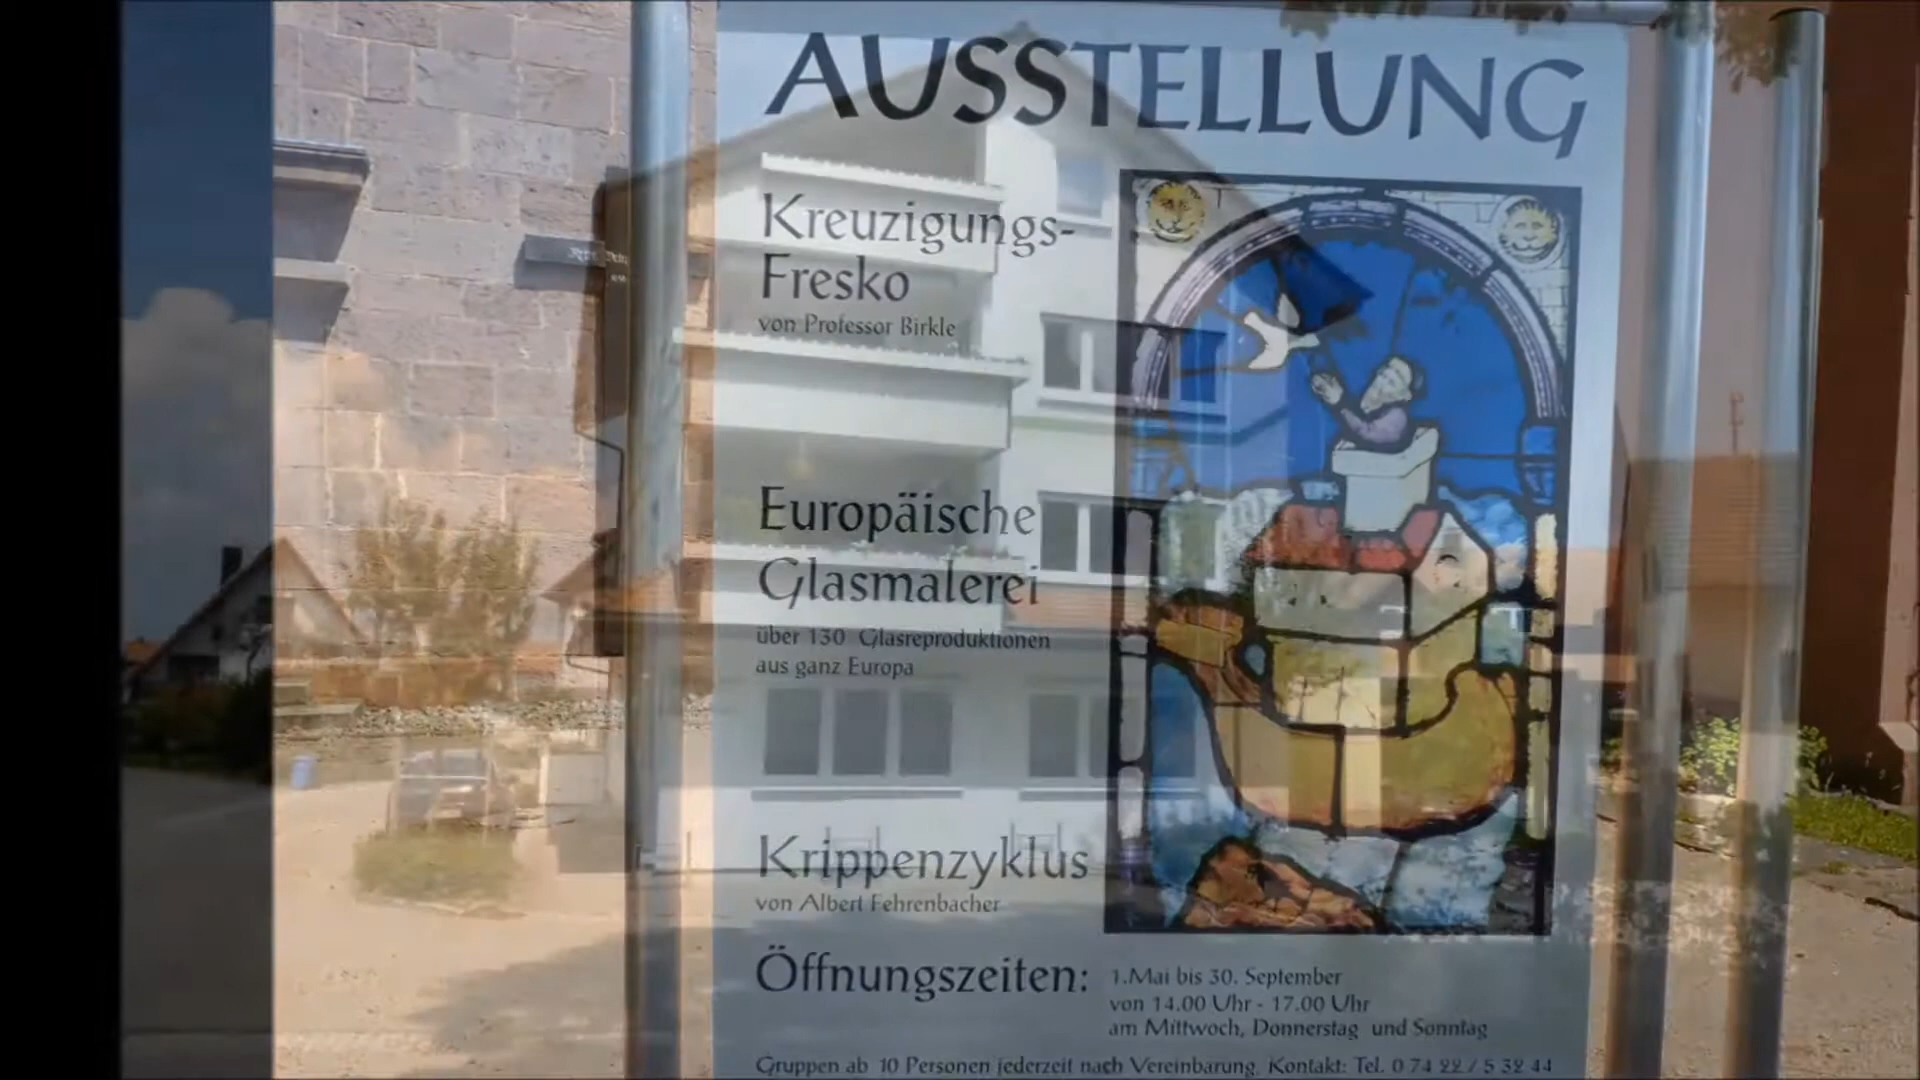 AUSSTELLUNG
Kreuzigungs-
Fresko
von Professor Birkle
Europäische
Glasmalerei
über 130 Glasreproduktionen
aus ganz Europa
Krippenzyklus
von Albert Fehrenbacher
Öffnungszeiten: 1.Mai bis 30. September
von 14.00 Uhr - 17.00 Uhr
am Mittwoch, Donnerstag und Sonntag
Gruppen ab 10 Personen jederzeit nach Vereinbarung. Kontakt: Tel. 0 74 22 / 5 32 44